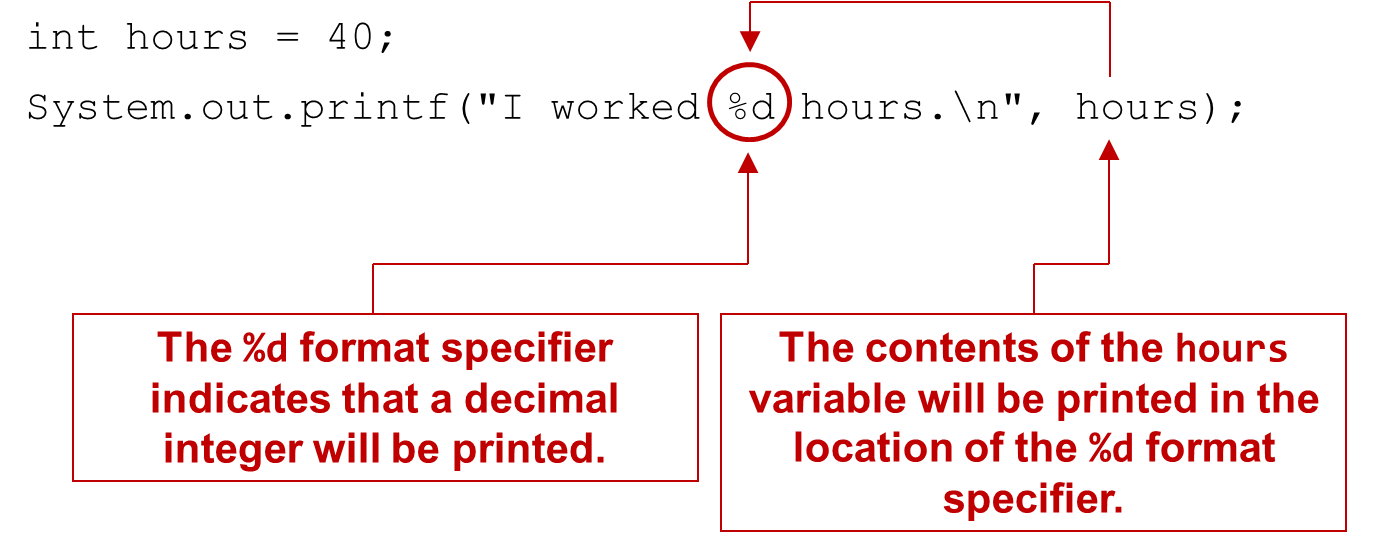 int hours = 40;
System.out.printf("I worked %d hours.\n", hours);
The %d format specifier
indicates that a decimal
integer will be printed.
The contents of the hours
variable will be printed in the
location of the %d format
specifier.